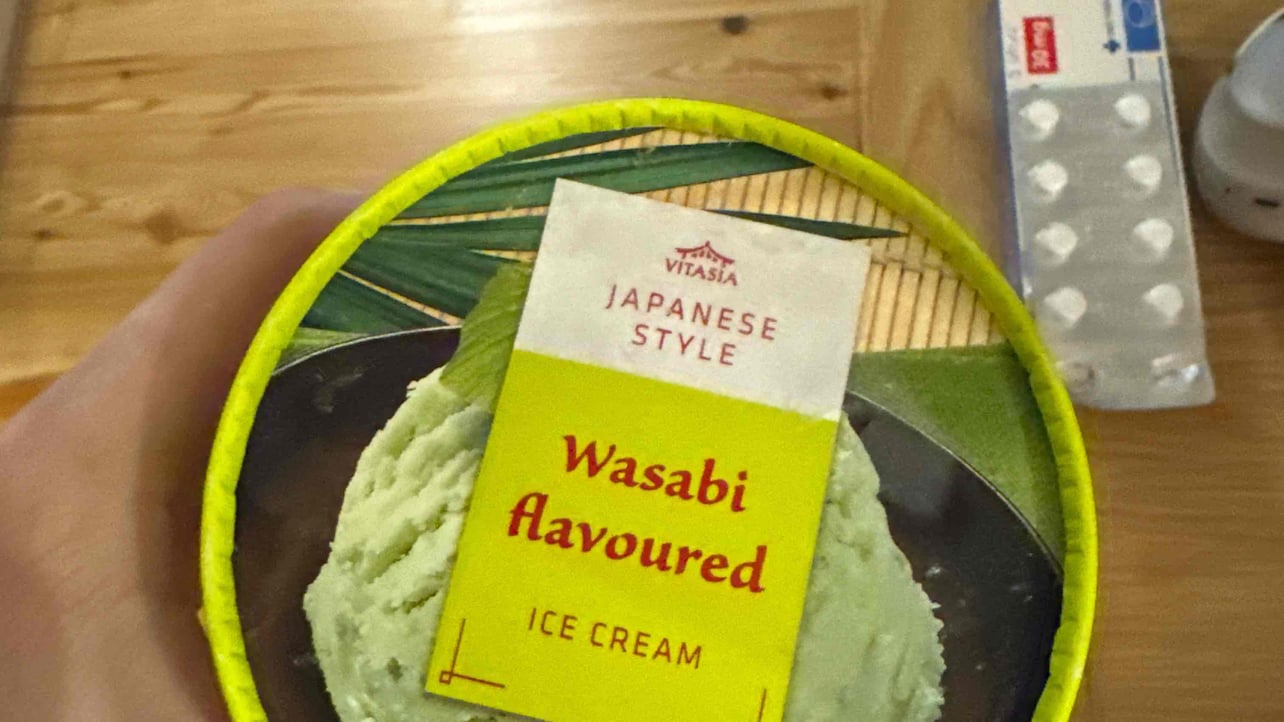 VITASIA
JAPANESE
STYLE
Wasabi
flavoured
ICE CREAM